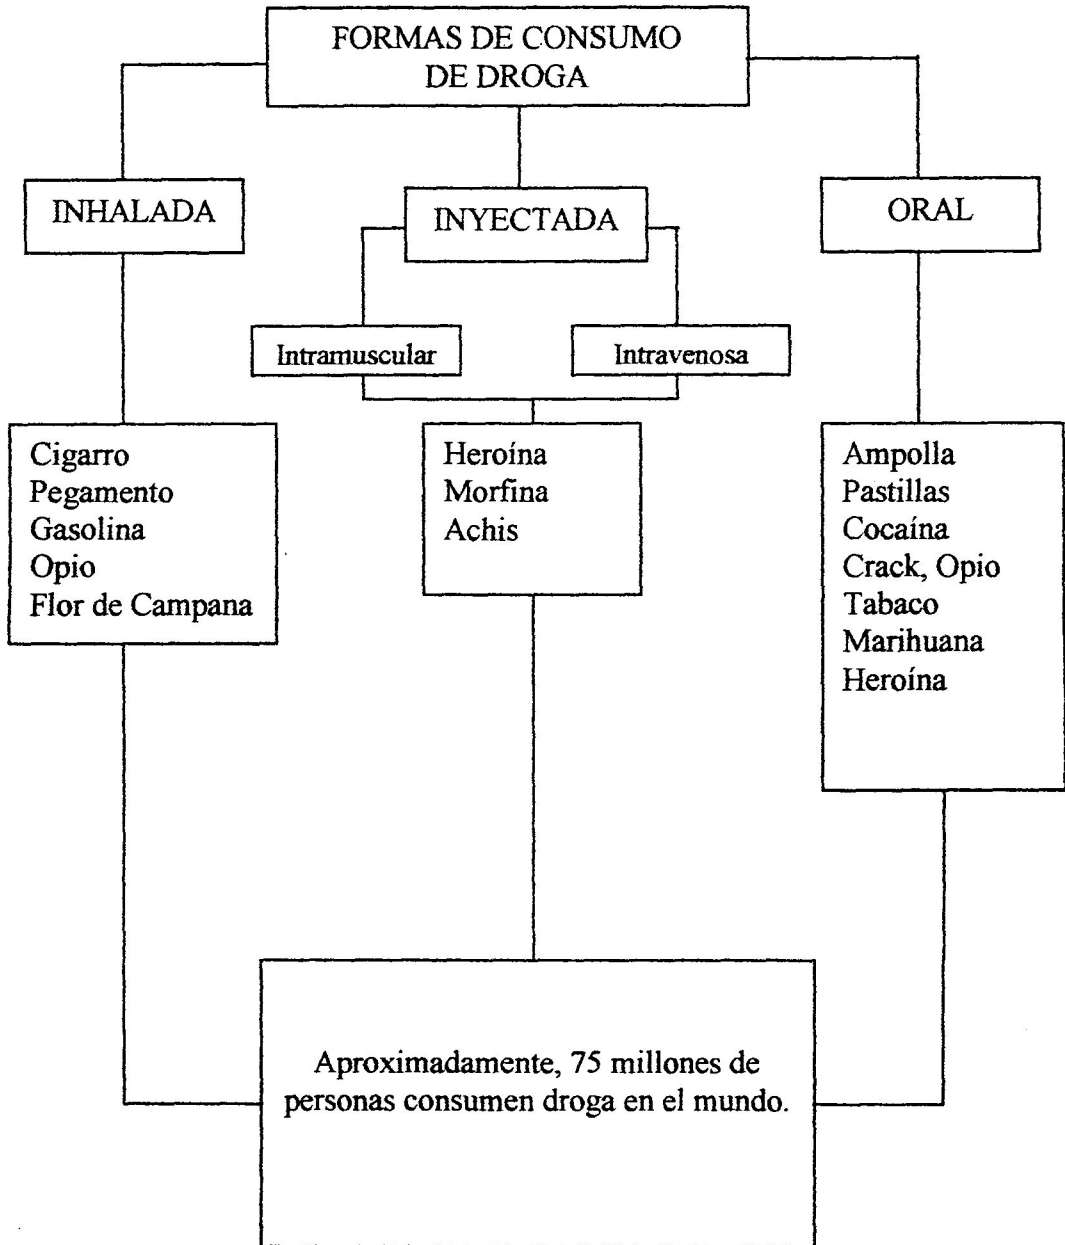 FORMAS DE CONSUMO
DE DROGA
INHALADA
INYECTADA
ORAL
Intramuscular
Intravenosa
Cigarro
Pegamento
Gasolina
Opio
Flor de Campana
Heroína
Morfina
Achis
Ampolla
Pastillas
Cocaína
Crack, Opio
Tabaco
Marihuana
Heroína
Aproximadamente, 75 millones de
personas consumen droga en el mundo.